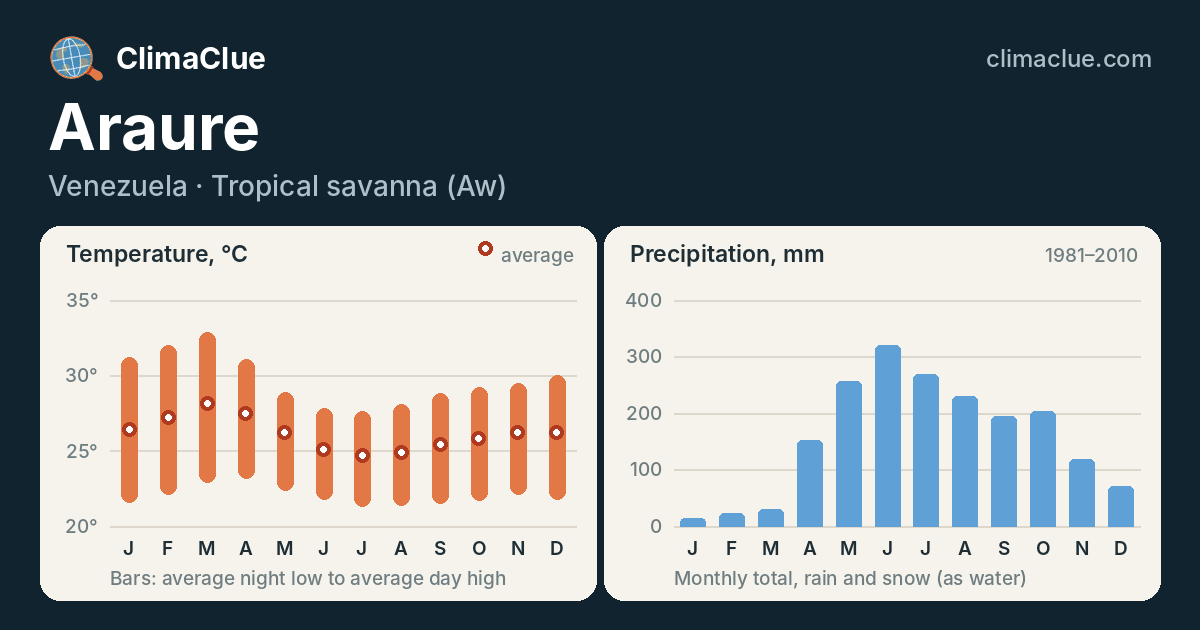 ClimaClue
climaclue.com
Araure
Venezuela · Tropical savanna (Aw)
Temperature, °C
average
35°
30°
25°
20°
J F M A M J J A S O N D
Bars: average night low to average day high
Precipitation, mm
1981–2010
400
300
200
100
0
J F M A M J J A S O N D
Monthly total, rain and snow (as water)